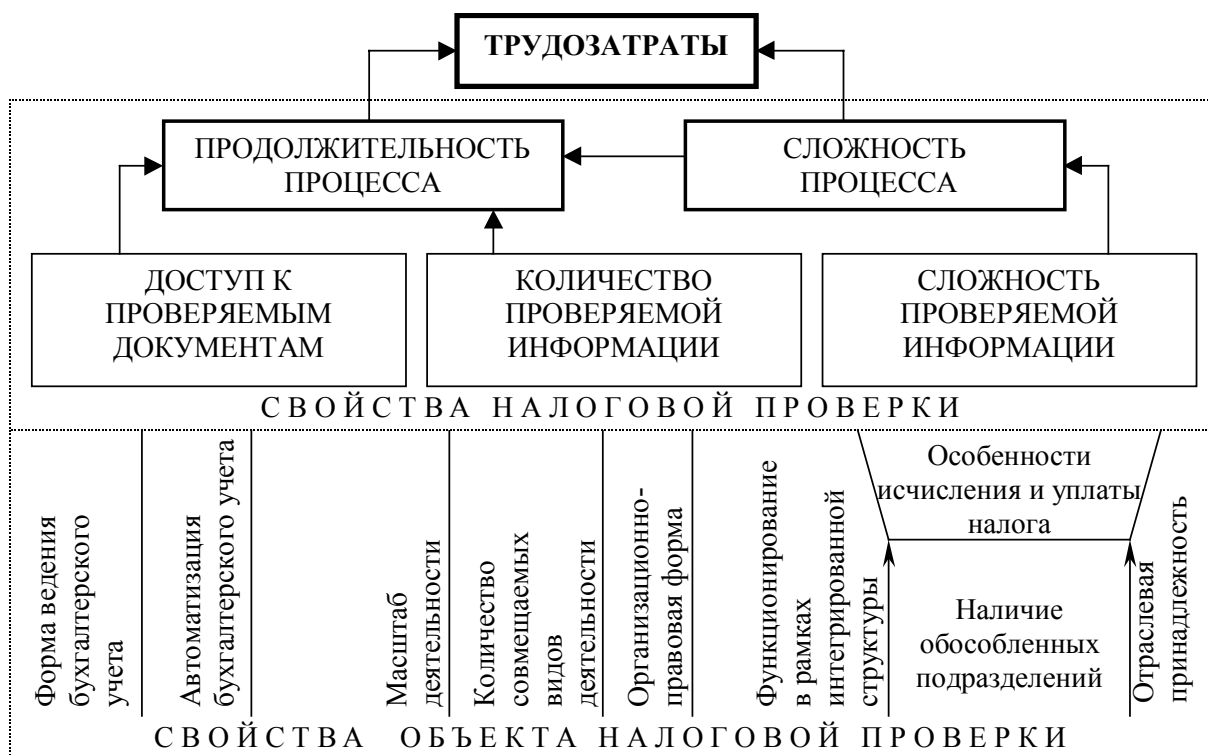 ТРУДОЗАТРАТЫ
ПРОДОЛЖИТЕЛЬНОСТЬ
ПРОЦЕССА
СЛОЖНОСТЬ
ПРОЦЕССА
ДОСТУП К
ПРОВЕРЯЕМЫМ
ДОКУМЕНТАМ
КОЛИЧЕСТВО
ПРОВЕРЯЕМОЙ
ИНФОРМАЦИИ
СЛОЖНОСТЬ
ПРОВЕРЯЕМОЙ
ИНФОРМАЦИИ
СВОЙСТВА НАЛОГОВОЙ ПРОВЕРКИ
Форма ведения
бухгалтерского
учета
Автоматизация
бухгалтерского учета
Масштаб
деятельности
Количество
совмещаемых
видов
деятельности
Организационно-
правовая форма
Функционирование
в рамках
интегрированной
структуры
Особенности
исчисления и уплаты
налога
Наличие
обособленных
подразделений
Отраслевая
принадлежность
СВОЙСТВА ОБЪЕКТА НАЛОГОВОЙ ПРОВЕРКИ